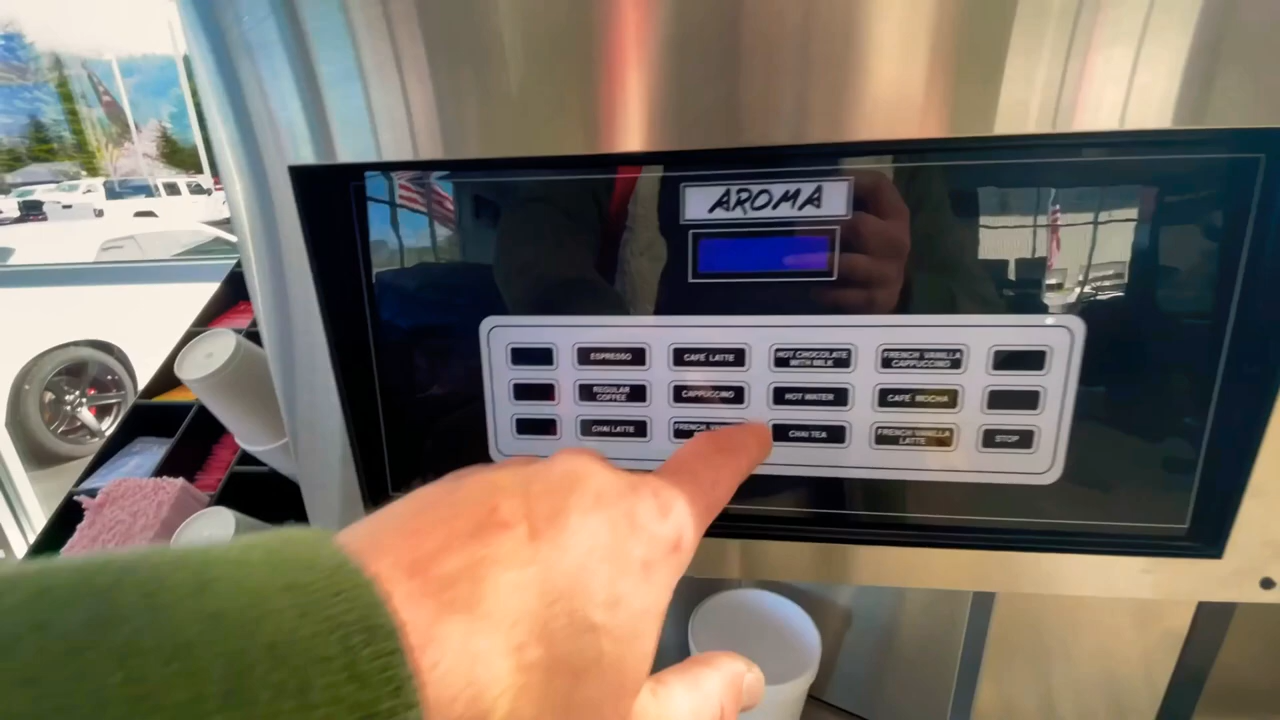 AROMA
ESPRESSO
CAFÉ LATTE
HOT CHOCOLATE
WITH MILK
FRENCH VANILLA
CAPPUCCINO
REGULAR
COFFEE
CAPPUCCINO
HOT WATER
CAFÉ MOCHA
CHAI LATTE
FRENCH
CHAI TEA
FRENCH VANILLA
LATTE
STOP